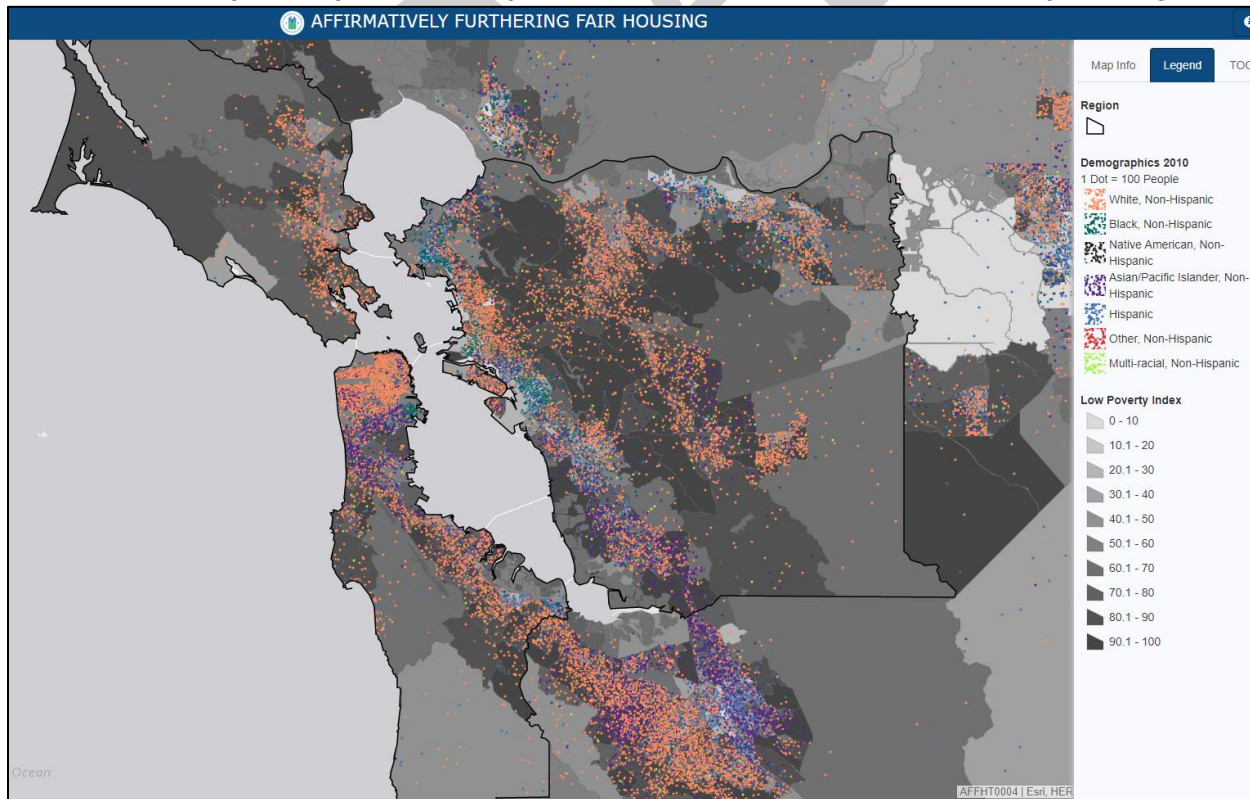 AFFIRMATIVELY FURTHERING FAIR HOUSING
Map Info Legend TOC
Region
Demographics 2010
1 Dot = 100 People
White, Non-Hispanic
Black, Non-Hispanic
Native American, Non-
Hispanic
Asian/Pacific Islander, Non-
Hispanic
Hispanic
Other, Non-Hispanic
Multi-racial, Non-Hispanic
Low Poverty Index
0 - 10
10.1 - 20
20.1 - 30
30.1 - 40
40.1 - 50
50.1 - 60
60.1 - 70
70.1 - 80
80.1 - 90
90.1 - 100
Ocean
AFFHT0004 | Esri, HER